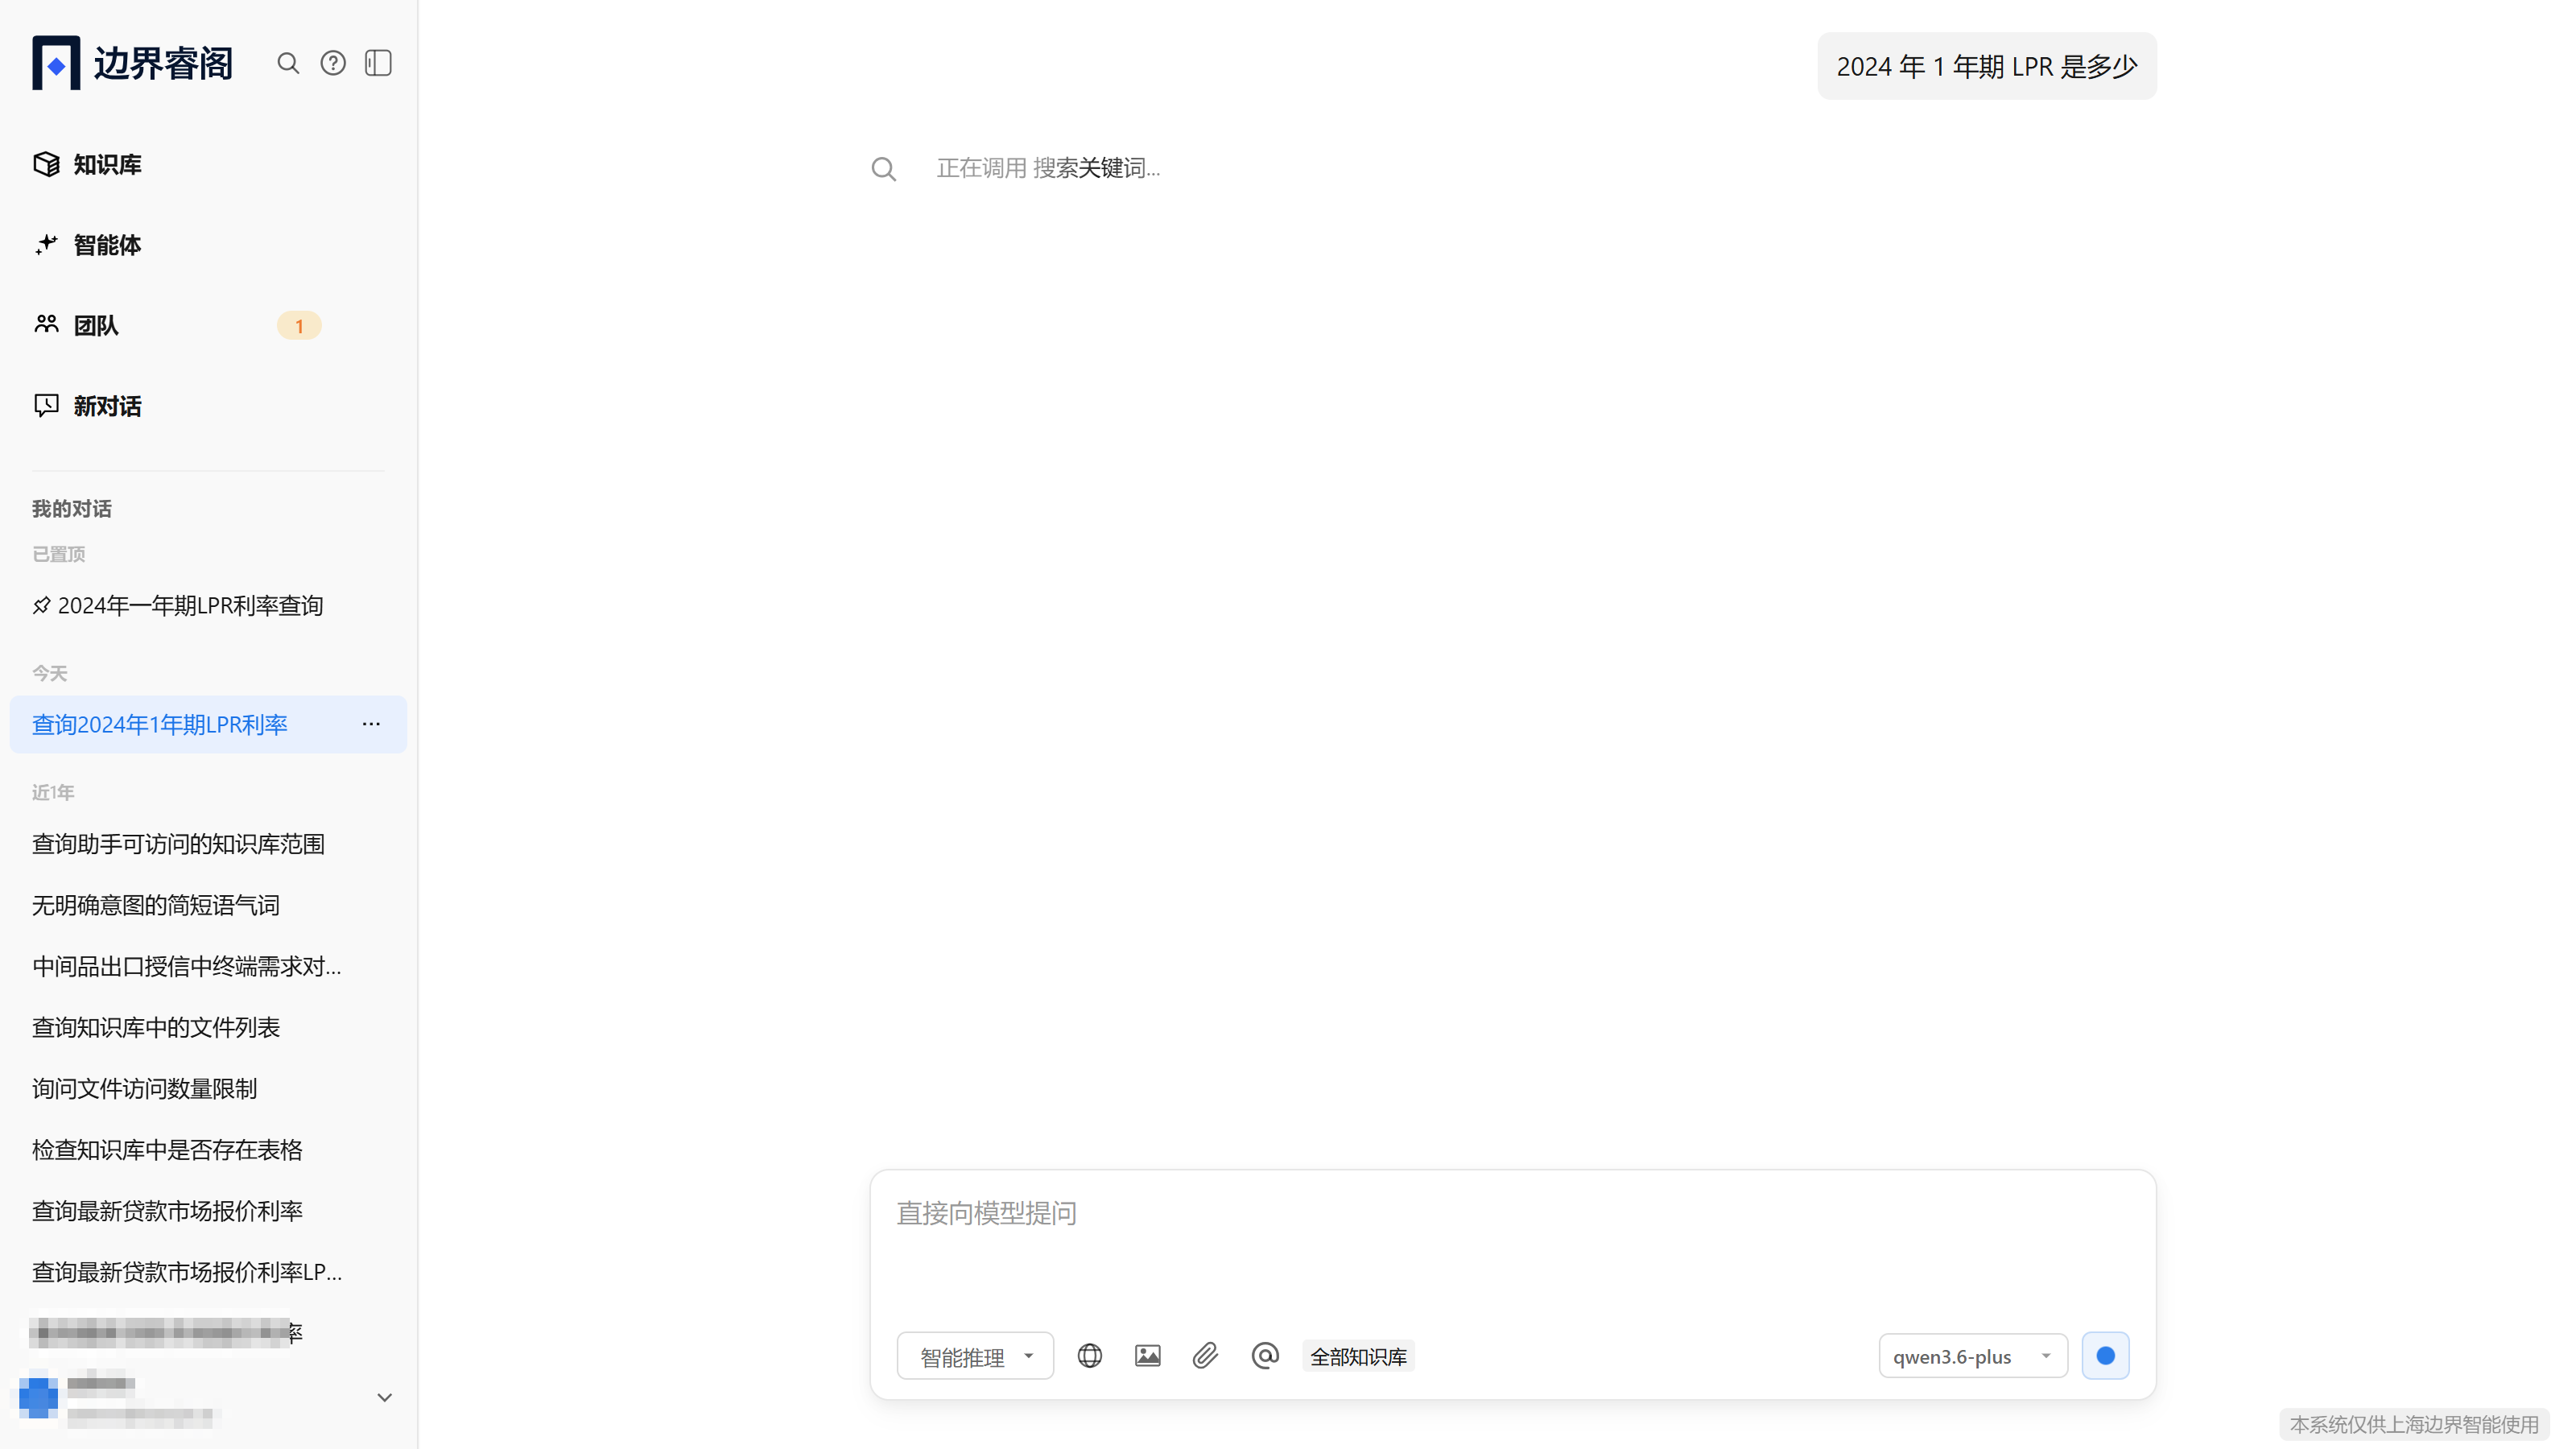 边界睿阁
知识库
智能体
团队
1
新对话
我的对话
已置顶
2024年一年期LPR利率查询
今天
查询2024年1年期LPR利率
近1年
查询助手可访问的知识库范围
无明确意图的简短语气词
中间品出口授信中终端需求对...
查询知识库中的文件列表
询问文件访问数量限制
检查知识库中是否存在表格
查询最新贷款市场报价利率
查询最新贷款市场报价利率LP...
率
2024 年 1 年期 LPR 是多少
正在调用 搜索关键词...
直接向模型提问
智能推理
全部知识库
qwen3.6-plus
本系统仅供上海边界智能使用